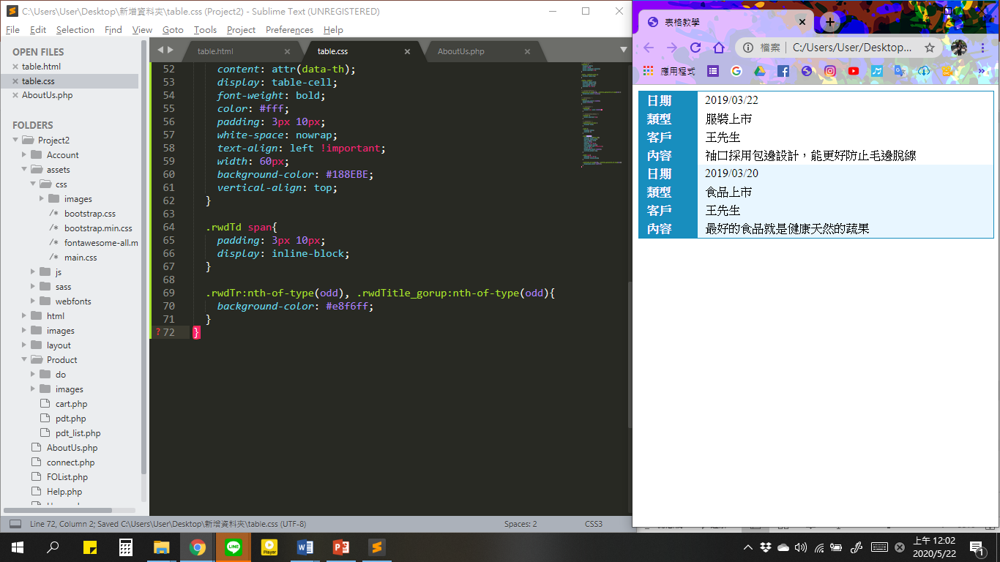 C:\Users\User\Desktop\新增資料夾\table.css (Project2) - Sublime Text (UNREGISTERED)
File Edit Selection Find View Goto Tools Project Preferences Help
OPEN FILES
table.html
table.css
AboutUs.php
FOLDERS
Project2
Account
assets
css
images
/* bootstrap.css
/* bootstrap.min.css
/* fontawesome-all.m
/* main.css
js
sass
webfonts
html
images
layout
Product
do
images
cart.php
pdt.php
pdt_list.php
AboutUs.php
connect.php
FOList.php
Help.php
table.html table.css AboutUs.php
52 content: attr(data-th);
53 display: table-cell;
54 font-weight: bold;
55 color: #fff;
56 padding: 3px 10px;
57 white-space: nowrap;
58 text-align: left !important;
59 width: 60px;
60 background-color: #188EBE;
61 vertical-align: top;
62 }
63
64 .rwdTd span{
65 padding: 3px 10px;
66 display: inline-block;
67 }
68
69 .rwdTr:nth-of-type(odd), .rwdTitle_gorup:nth-of-type(odd){
70 background-color: #e8f6ff;
71 }
? 72 }
Line 72, Column 2; Saved C:\Users\User\Desktop\新增資料夾\table.css (UTF-8) Spaces: 2 CSS3
表格教學
檔案 C:/Users/User/Desktop...
應用程式 »
日期 2019/03/22
類型 服裝上市
客戶 王先生
內容 袖口採用包邊設計，能更好防止毛邊脫線
日期 2019/03/20
類型 食品上市
客戶 王先生
內容 最好的食品就是健康天然的蔬果
LINE
Player
上午 12:02
2020/5/22
1